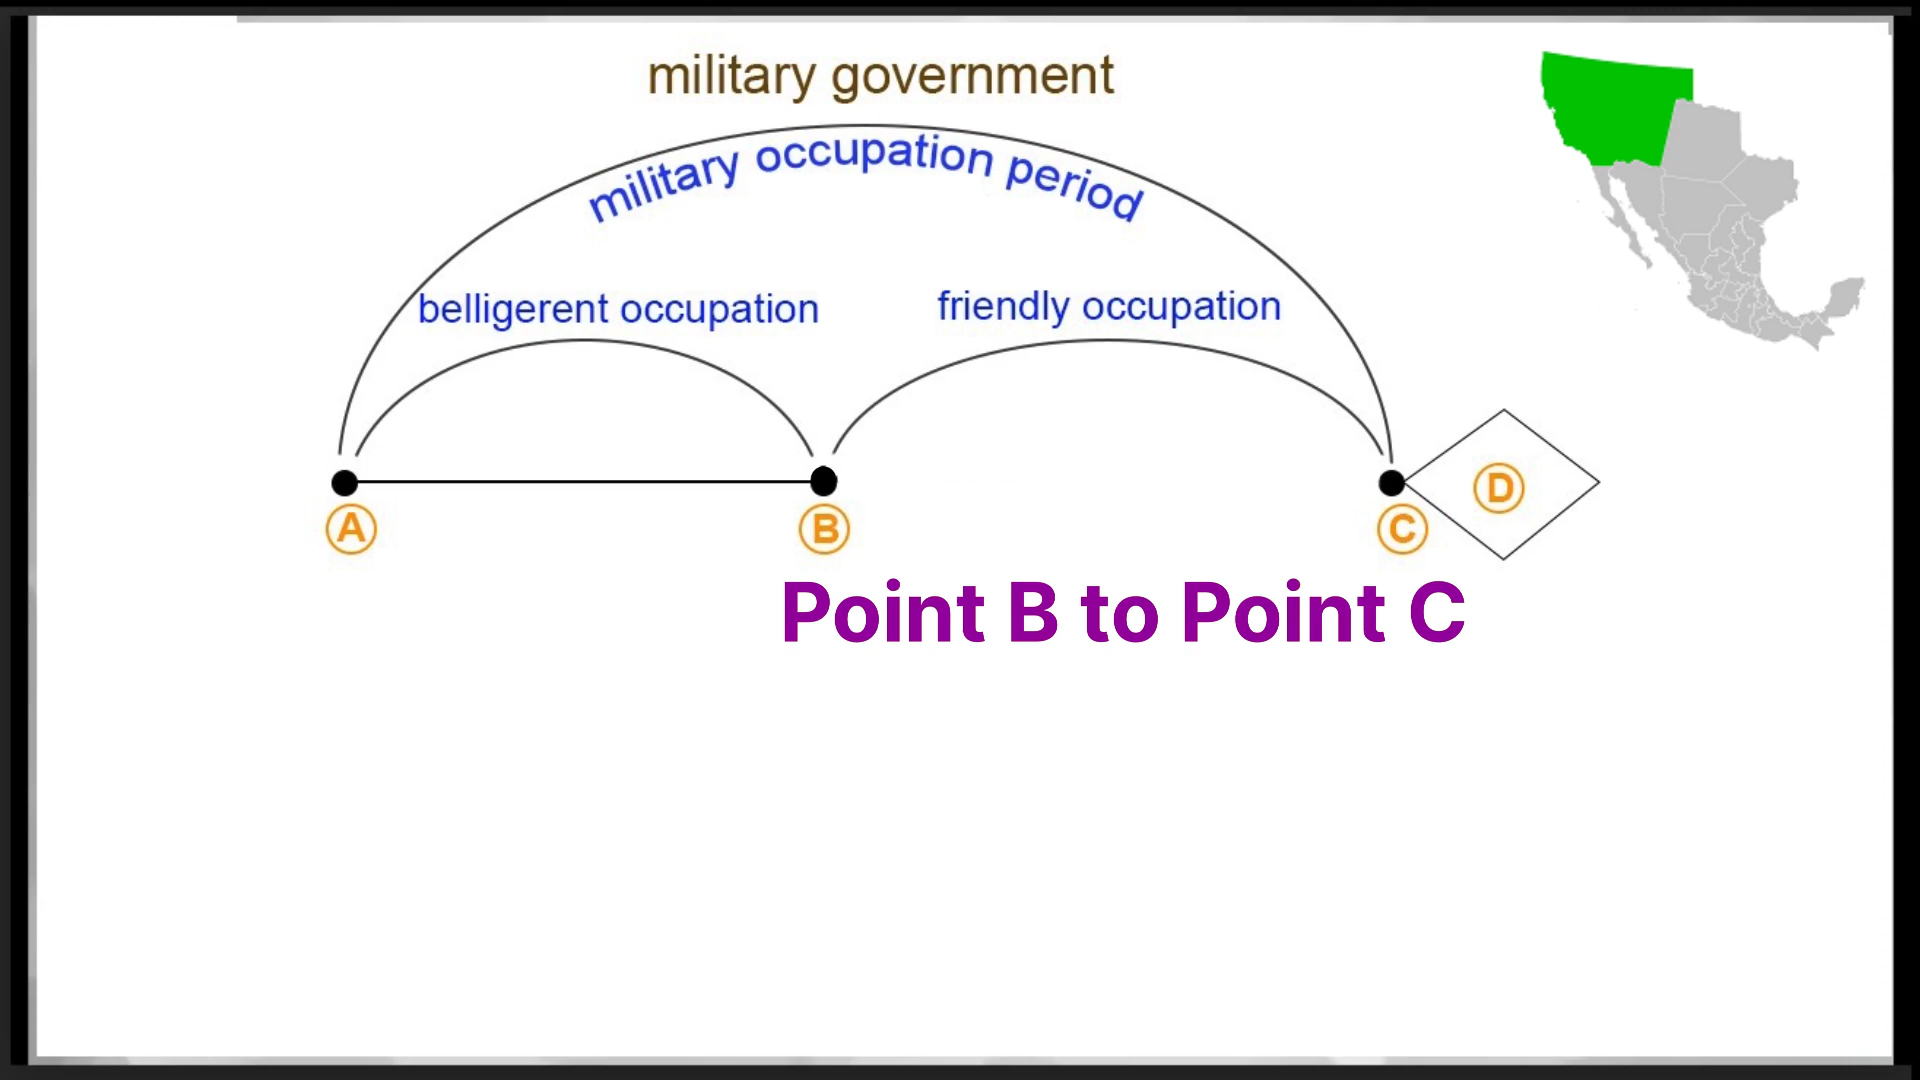 military government
military occupation period
belligerent occupation
friendly occupation
A
B
C
D
Point B to Point C